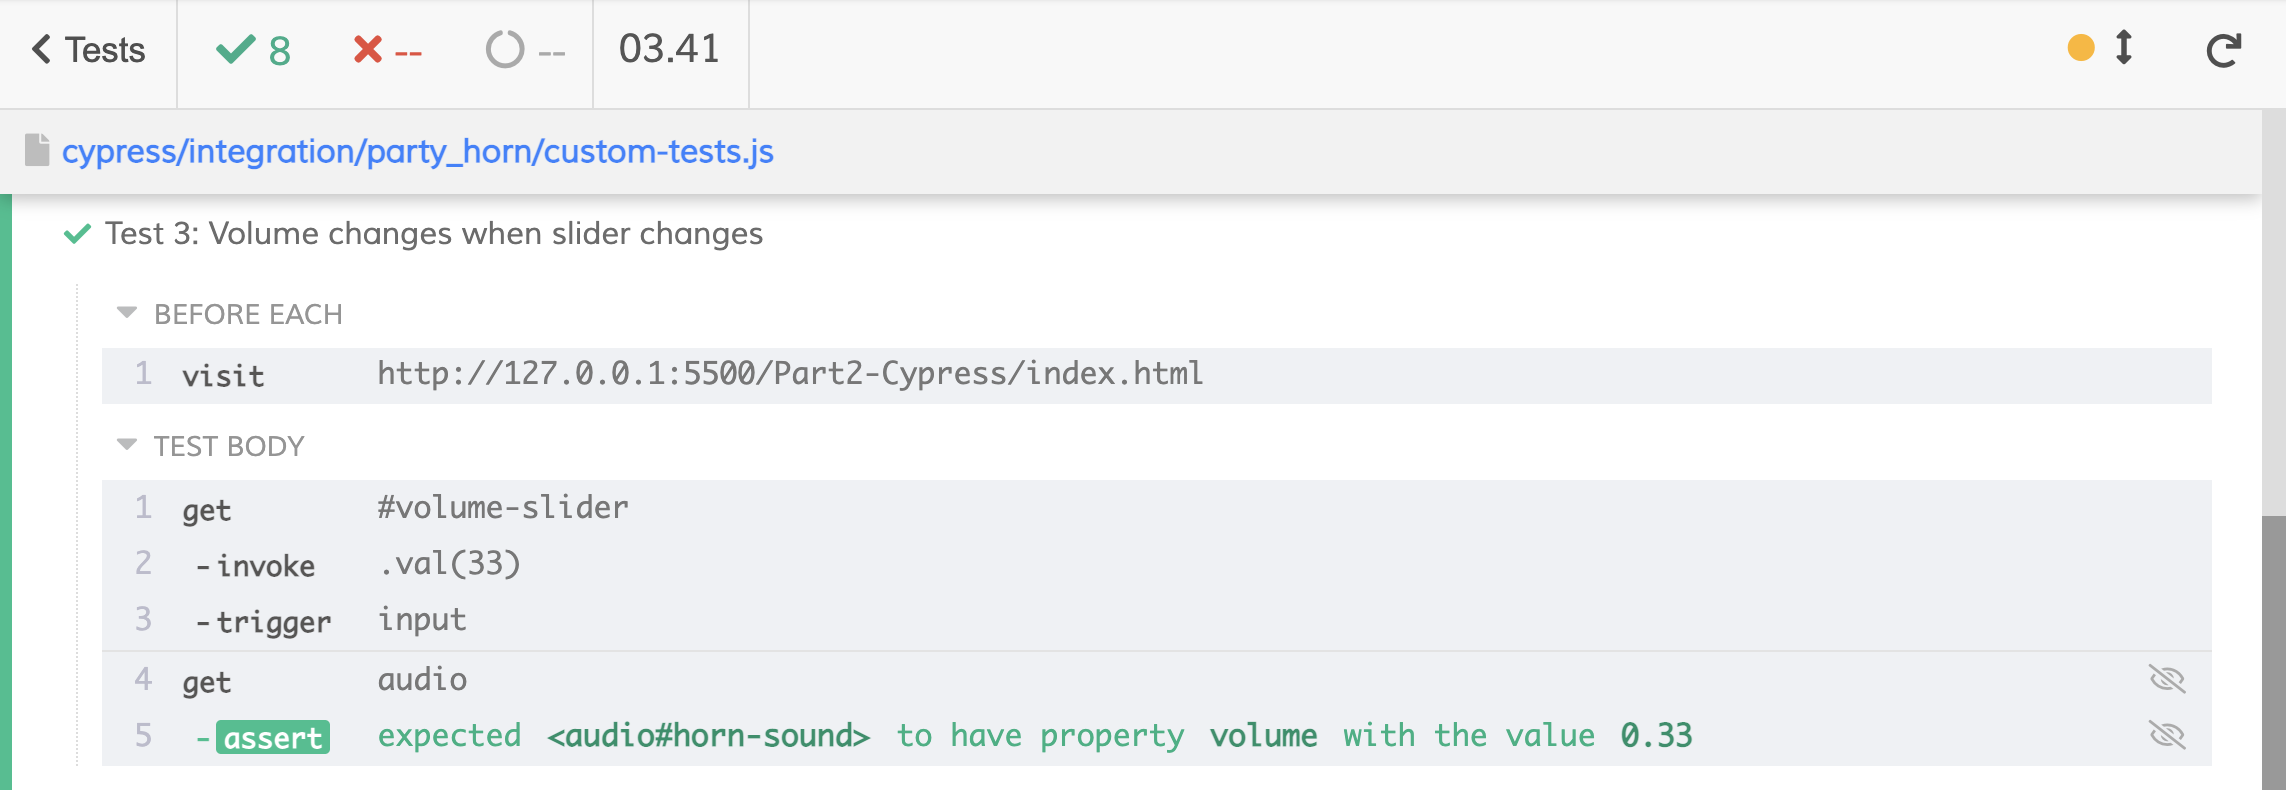 Tests 8 -- -- 03.41
cypress/integration/party_horn/custom-tests.js
Test 3: Volume changes when slider changes
BEFORE EACH
1 visit http://127.0.0.1:5500/Part2-Cypress/index.html
TEST BODY
1 get #volume-slider
2 -invoke .val(33)
3 -trigger input
4 get audio
5 -assert expected <audio#horn-sound> to have property volume with the value 0.33